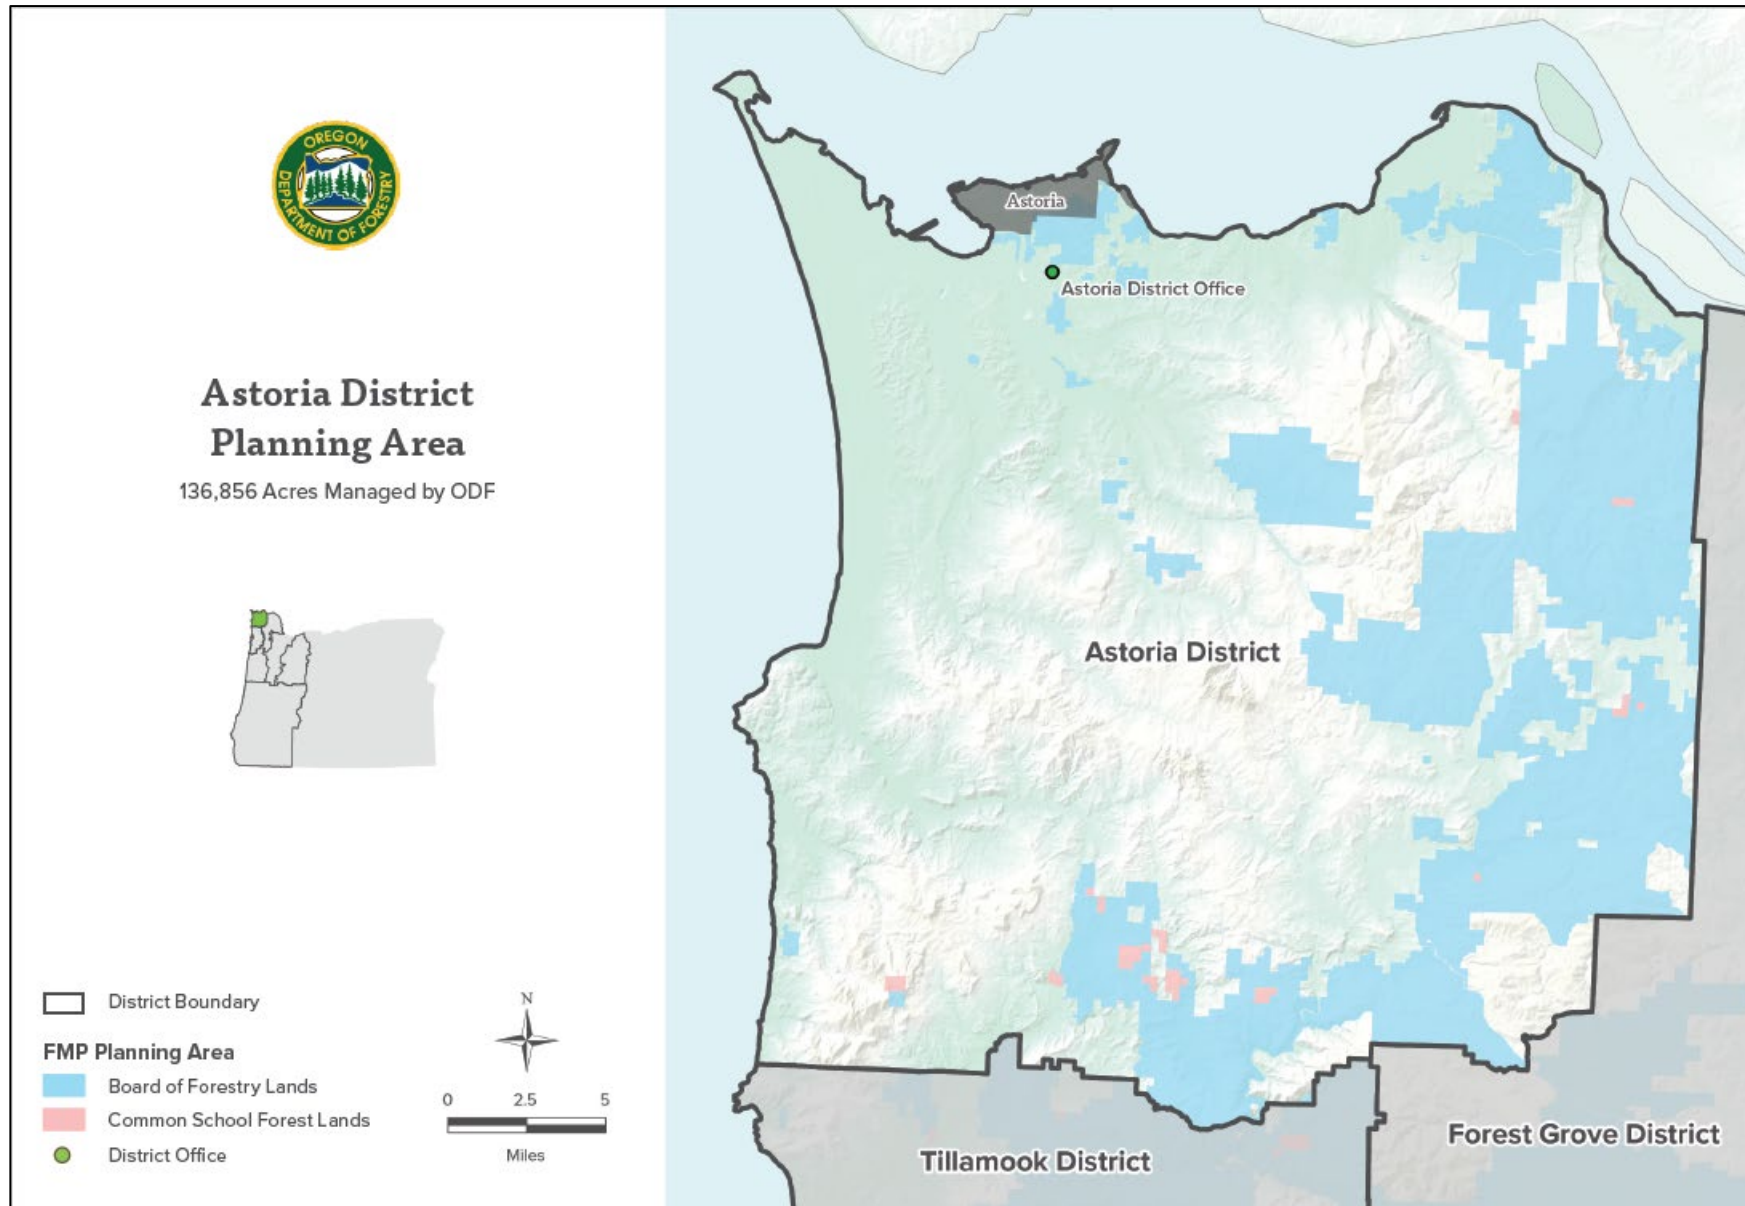 OREGON
DEPARTMENT OF FORESTRY
Astoria District
Planning Area
136,856 Acres Managed by ODF
District Boundary
FMP Planning Area
Board of Forestry Lands
Common School Forest Lands
District Office
N
0 2.5 5
Miles
Astoria
Astoria District Office
Astoria District
Tillamook District
Forest Grove District